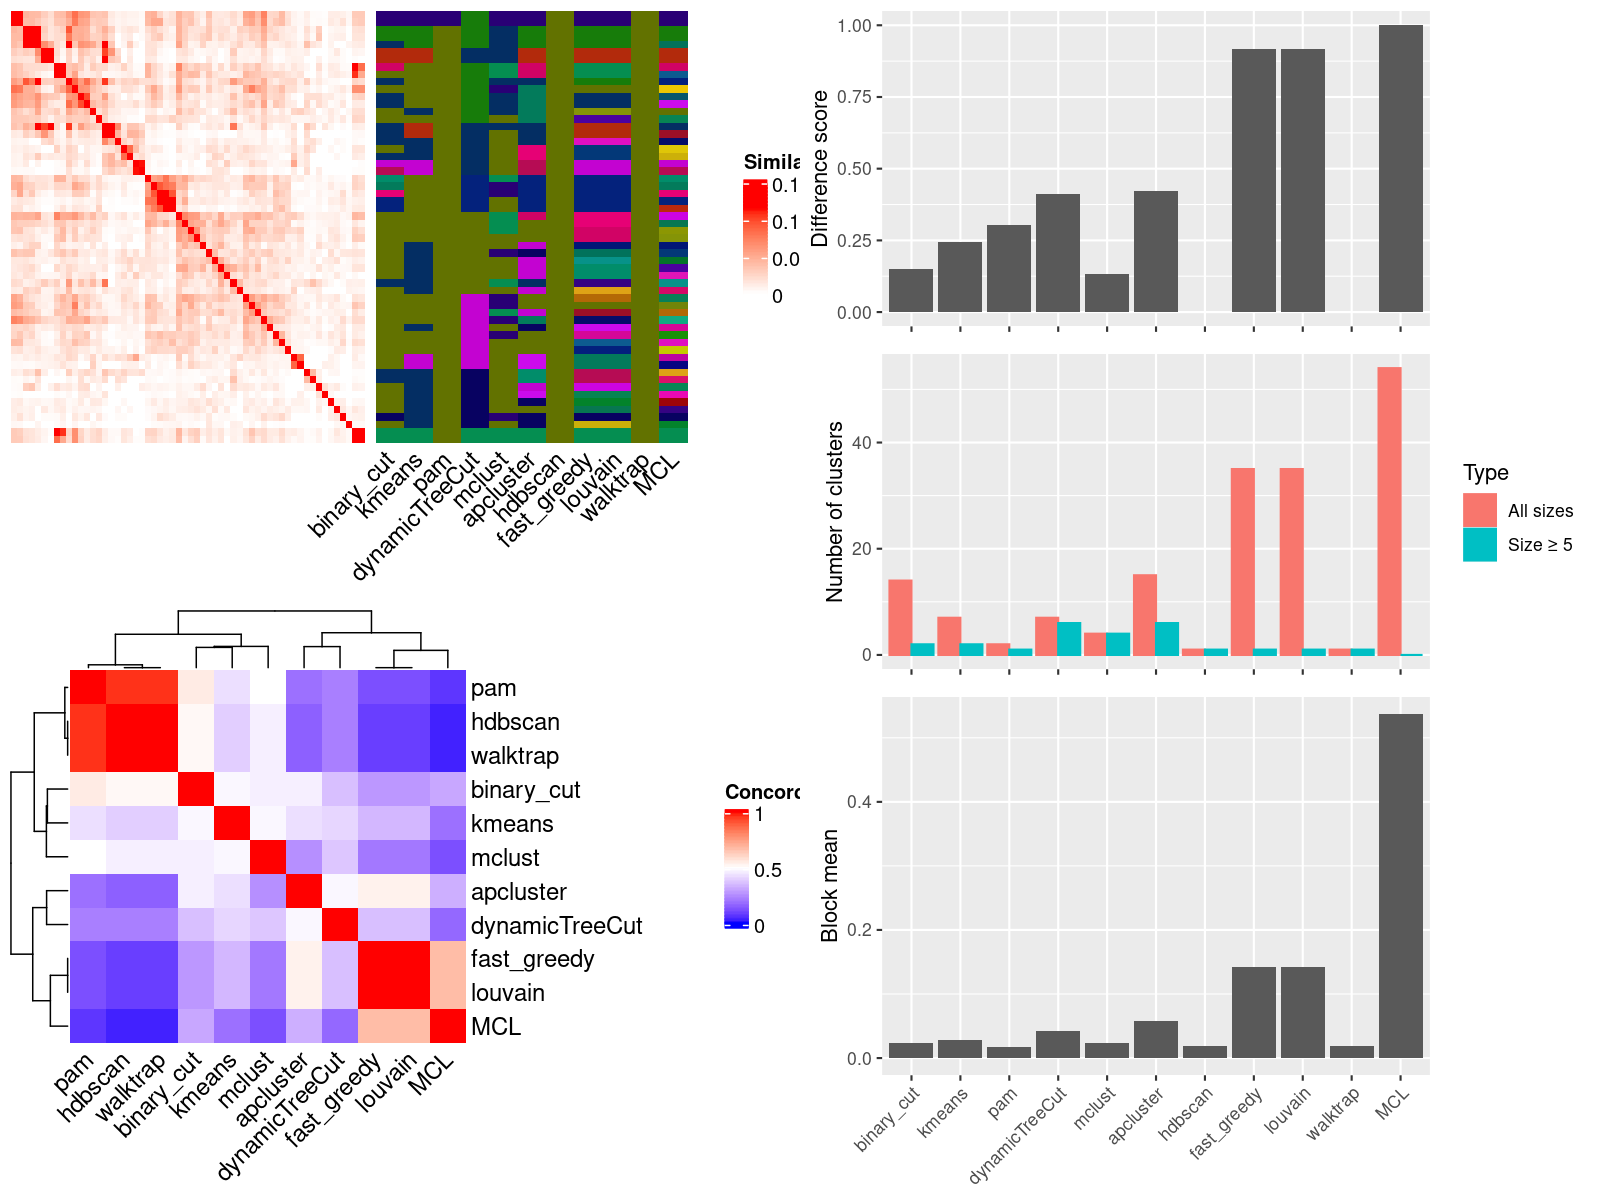 Simila
0.1
0.1
0.0
0
binary_cut
kmeans
pam
dynamicTreeCut
mclust
apcluster
hdbscan
fast_greedy
louvain
walktrap
MCL
Difference score
1.00
0.75
0.50
0.25
0.00
Number of clusters
40
20
0
Type
All sizes
Size ≥ 5
pam
hdbscan
walktrap
binary_cut
kmeans
mclust
apcluster
dynamicTreeCut
fast_greedy
louvain
MCL
pam
hdbscan
walktrap
binary_cut
kmeans
mclust
apcluster
dynamicTreeCut
fast_greedy
louvain
MCL
Concord
1
0.5
0
Block mean
0.4
0.2
0.0
binary_cut
kmeans
pam
dynamicTreeCut
mclust
apcluster
hdbscan
fast_greedy
louvain
walktrap
MCL